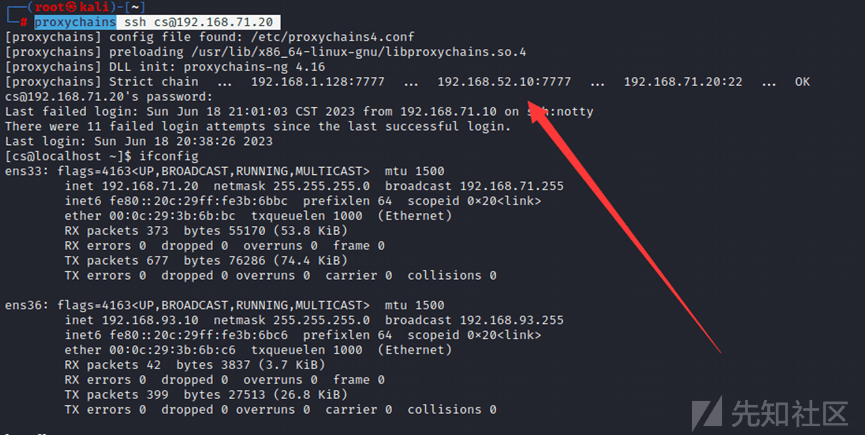 ┌──(root㉿kali)-[~]
└─# proxychains ssh cs@192.168.71.20
[proxychains] config file found: /etc/proxychains4.conf
[proxychains] preloading /usr/lib/x86_64-linux-gnu/libproxychains.so.4
[proxychains] DLL init: proxychains-ng 4.16
[proxychains] Strict chain  ...  192.168.1.128:7777  ...  192.168.52.10:7777  ...  192.168.71.20:22  ...  OK
cs@192.168.71.20's password:
Last failed login: Sun Jun 18 21:01:03 CST 2023 from 192.168.71.10 on :notty
There were 11 failed login attempts since the last successful login.
Last login: Sun Jun 18 20:38:26 2023
[cs@localhost ~]$ ifconfig
ens33: flags=4163<UP,BROADCAST,RUNNING,MULTICAST>  mtu 1500
inet 192.168.71.20  netmask 255.255.255.0  broadcast 192.168.71.255
inet6 fe80::20c:29ff:fe3b:6bbc  prefixlen 64  scopeid 0×20<link>
ether 00:0c:29:3b:6b:bc  txqueuelen 1000  (Ethernet)
RX packets 373  bytes 55170 (53.8 KiB)
RX errors 0  dropped 0  overruns 0  frame 0
TX packets 677  bytes 76286 (74.4 KiB)
TX errors 0  dropped 0 overruns 0  carrier 0  collisions 0
ens36: flags=4163<UP,BROADCAST,RUNNING,MULTICAST>  mtu 1500
inet 192.168.93.10  netmask 255.255.255.0  broadcast 192.168.93.255
inet6 fe80::20c:29ff:fe3b:6bc6  prefixlen 64  scopeid 0×20<link>
ether 00:0c:29:3b:6b:c6  txqueuelen 1000  (Ethernet)
RX packets 42  bytes 3837 (3.7 KiB)
RX errors 0  dropped 0  overruns 0  frame 0
TX packets 399  bytes 27513 (26.8 KiB)
TX errors 0  dropped 0 overruns 0  carrier 0  collisions 0
先知社区